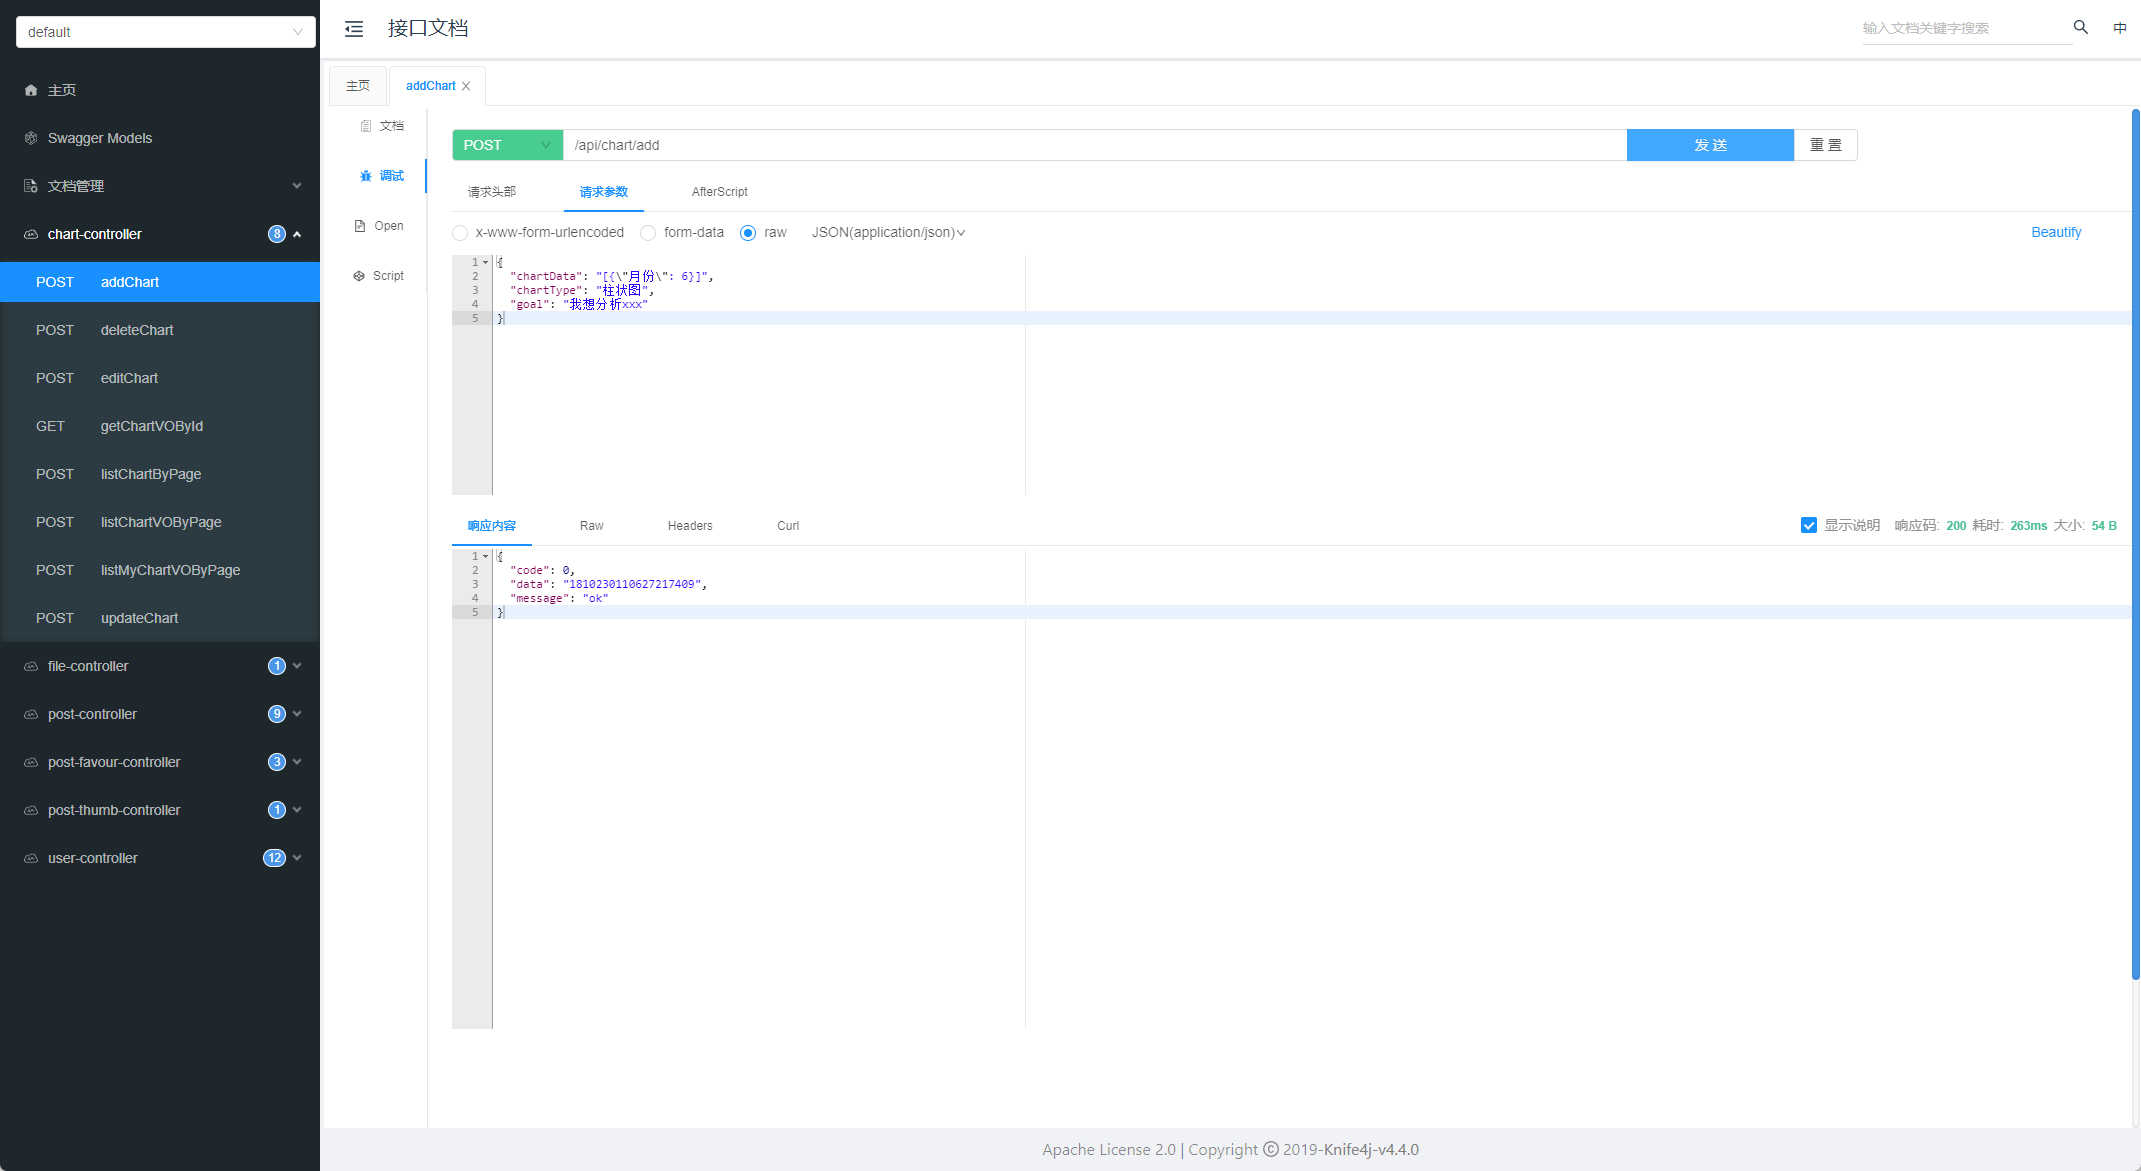 default
主页
Swagger Models
文档管理
chart-controller 8
POST addChart
POST deleteChart
POST editChart
GET getChartVOById
POST listChartByPage
POST listChartVOByPage
POST listMyChartVOByPage
POST updateChart
file-controller 1
post-controller 9
post-favour-controller 3
post-thumb-controller 1
user-controller 12
接口文档
输入文档关键字搜索
中
主页 addChart
文档
调试
Open
Script
POST /api/chart/add 发 送 重 置
请求头部 请求参数 AfterScript
x-www-form-urlencoded form-data raw JSON(application/json) Beautify
1 {
2 "chartData": "[{\"月份\": 6}]",
3 "chartType": "柱状图",
4 "goal": "我想分析xxx"
5 }
响应内容 Raw Headers Curl 显示说明 响应码: 200 耗时: 263ms 大小: 54 B
1 {
2 "code": 0,
3 "data": "1810230110627217409",
4 "message": "ok"
5 }
Apache License 2.0 | Copyright © 2019-Knife4j-v4.4.0